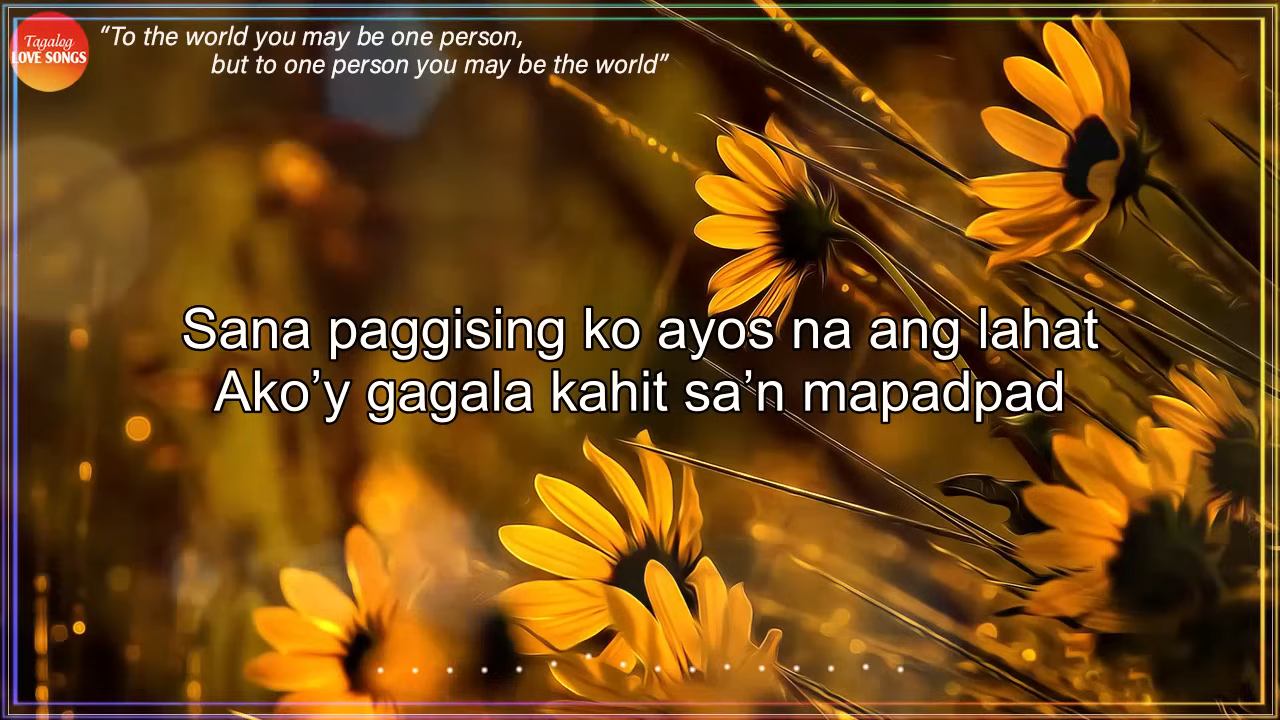 Tagalog
LOVE SONGS
“To the world you may be one person,
but to one person you may be the world”
Sana paggising ko ayos na ang lahat
Ako’y gagala kahit sa’n mapadpad